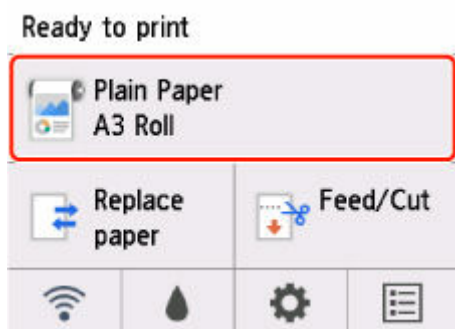 Ready to print
Plain Paper
A3 Roll
Replace
paper
Feed/Cut